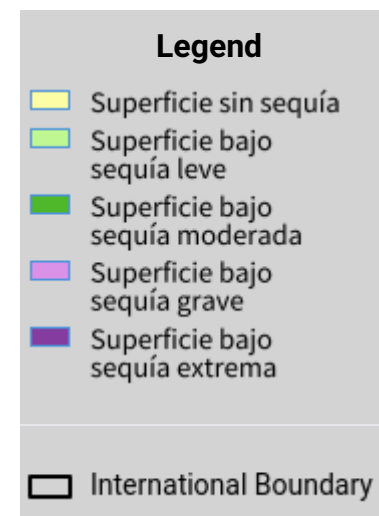 Legend
Superficie sin sequía
Superficie bajo
sequía leve
Superficie bajo
sequía moderada
Superficie bajo
sequía grave
Superficie bajo
sequía extrema
International Boundary